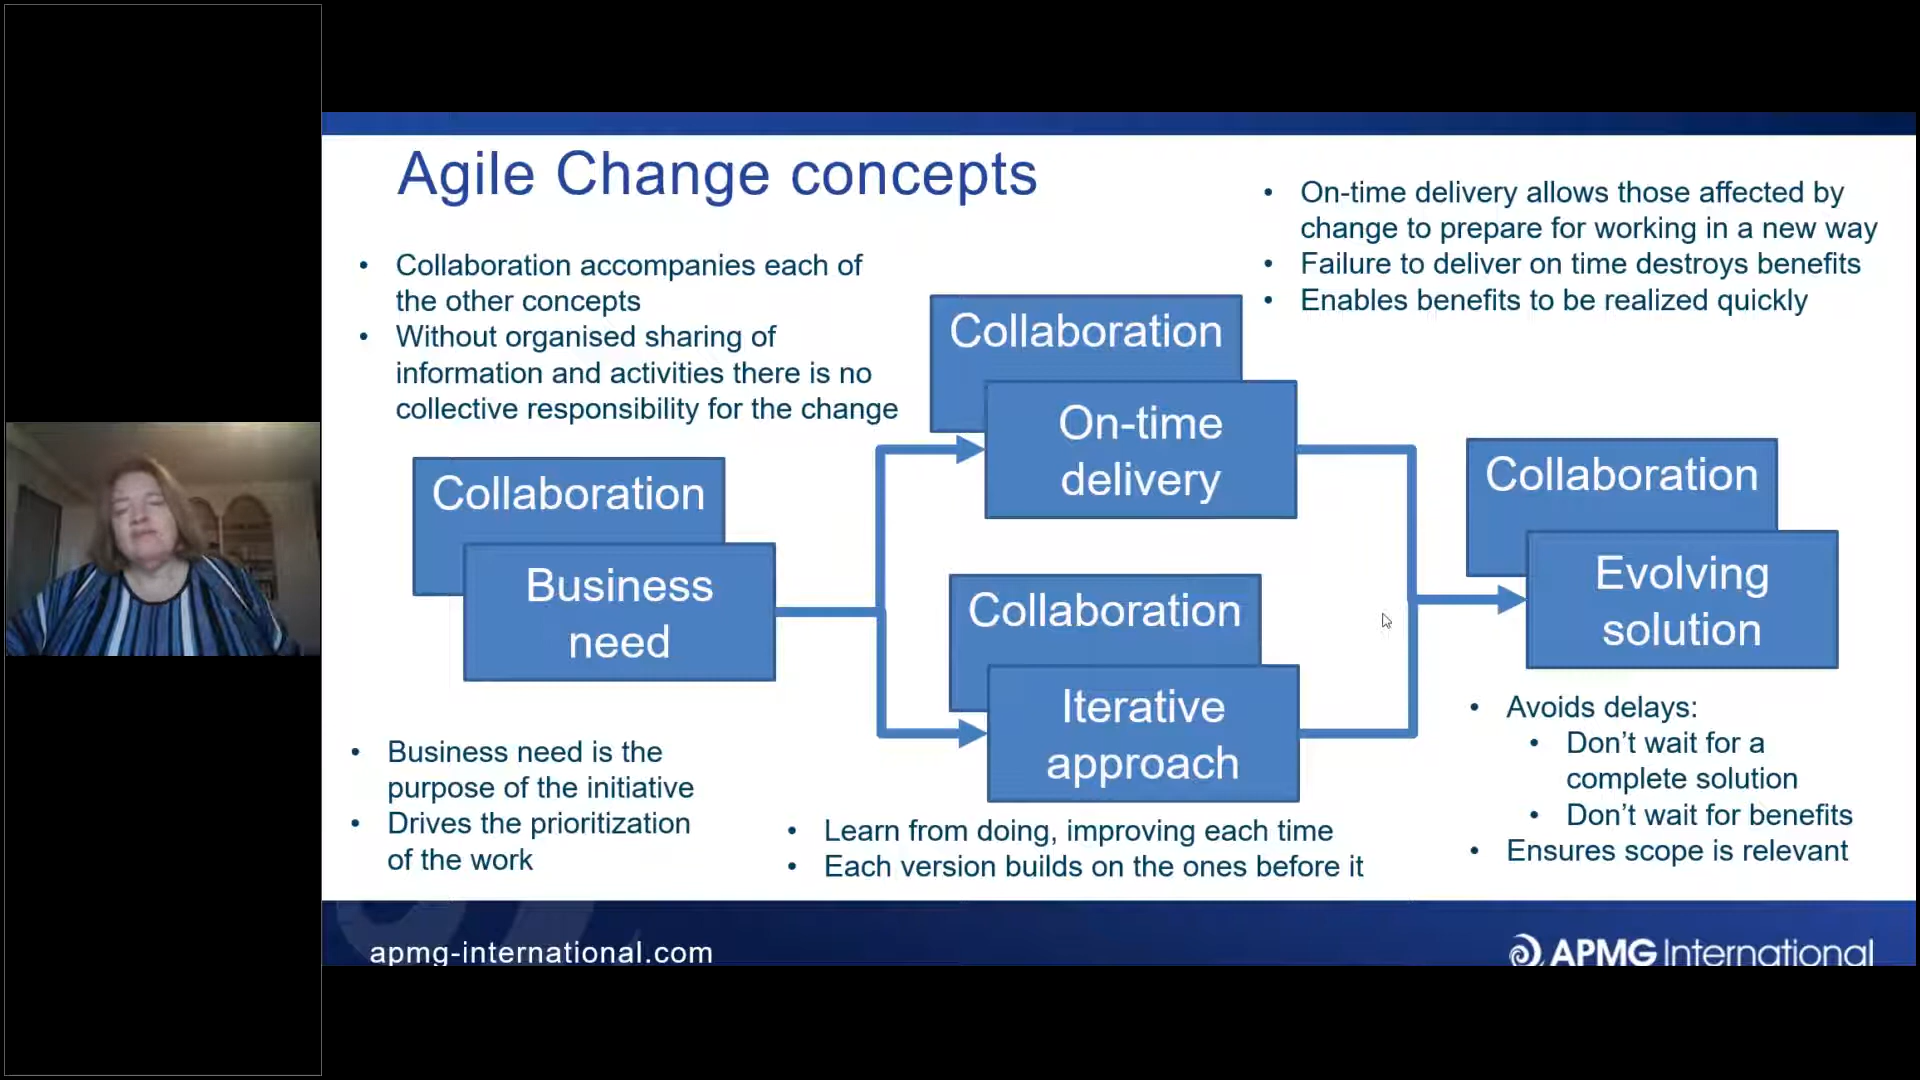 Agile Change concepts
• Collaboration accompanies each of
the other concepts
• Without organised sharing of
information and activities there is no
collective responsibility for the change
• On-time delivery allows those affected by
change to prepare for working in a new way
• Failure to deliver on time destroys benefits
• Enables benefits to be realized quickly
Collaboration
Business
need
Collaboration
On-time
delivery
Collaboration
Iterative
approach
Collaboration
Evolving
solution
• Business need is the
purpose of the initiative
• Drives the prioritization
of the work
• Learn from doing, improving each time
• Each version builds on the ones before it
• Avoids delays:
• Don’t wait for a
complete solution
• Don’t wait for benefits
• Ensures scope is relevant
apmg-international.com
APMG International